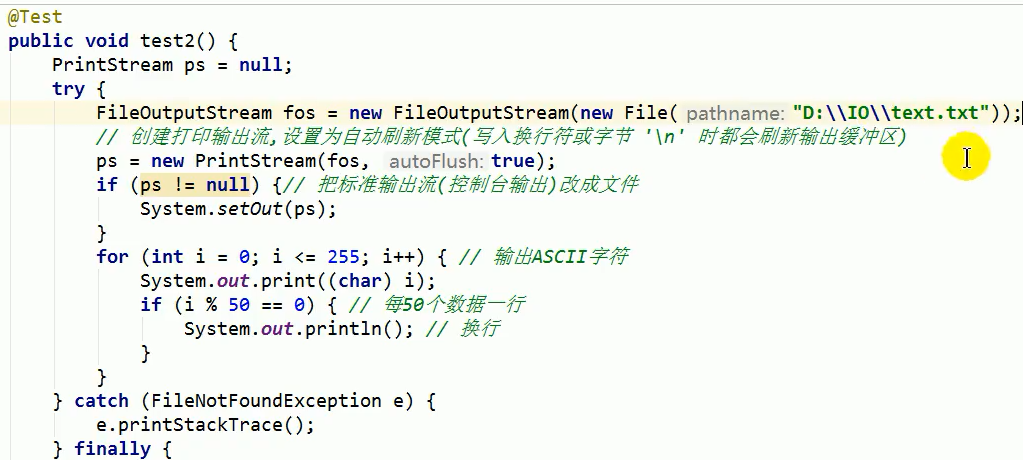 @Test
public void test2() {
PrintStream ps = null;
try {
FileOutputStream fos = new FileOutputStream(new File( pathname: "D:\\IO\\text.txt"));
// 创建打印输出流,设置为自动刷新模式(写入换行符或字节 '\n' 时都会刷新输出缓冲区)
ps = new PrintStream(fos, autoFlush: true);
if (ps != null) {// 把标准输出流(控制台输出)改成文件
System.setOut(ps);
}
for (int i = 0; i <= 255; i++) { // 输出ASCII字符
System.out.print((char) i);
if (i % 50 == 0) { // 每50个数据一行
System.out.println(); // 换行
}
}
} catch (FileNotFoundException e) {
e.printStackTrace();
} finally {